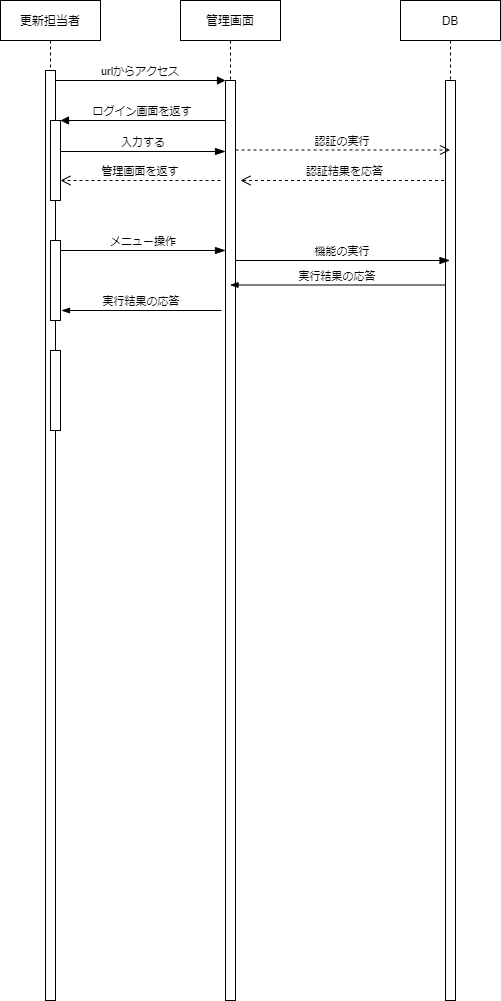 更新担当者
管理画面
DB
urlからアクセス
ログイン画面を返す
入力する
認証の実行
管理画面を返す
認証結果を応答
メニュー操作
機能の実行
実行結果の応答
実行結果の応答